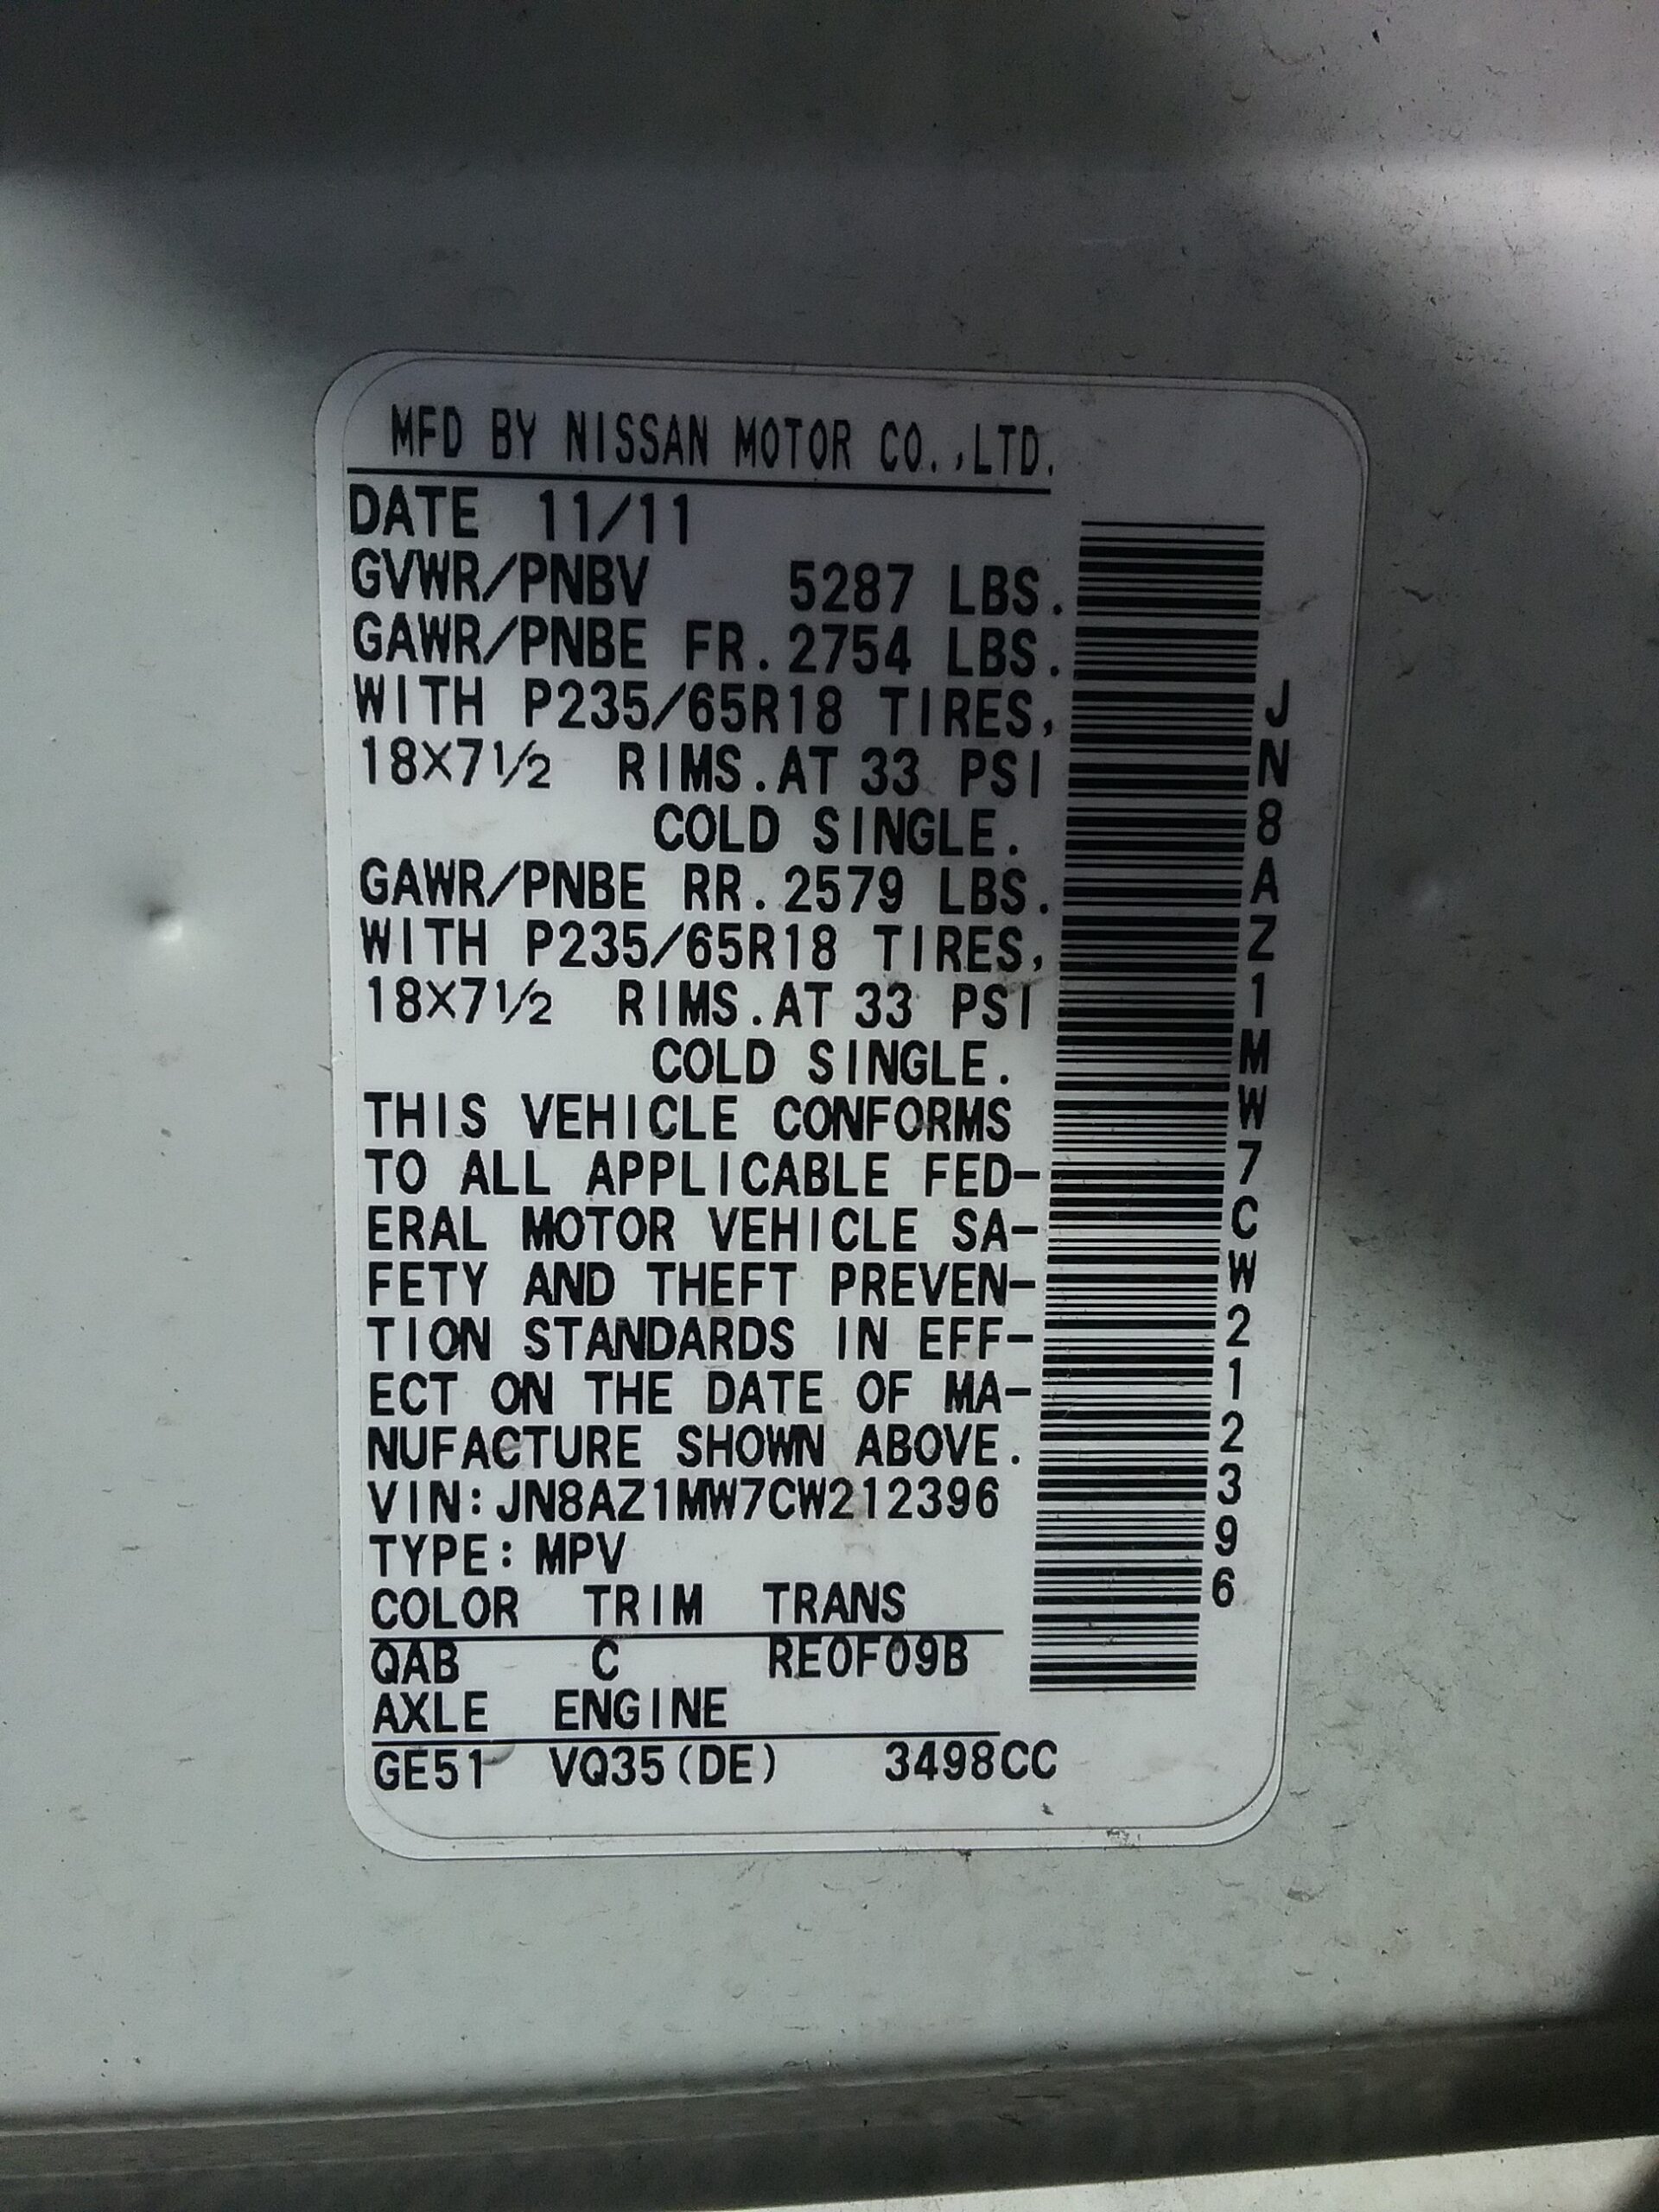 MFD BY NISSAN MOTOR CO.,LTD.
DATE 11/11
GVWR/PNBV 5287 LBS.
GAWR/PNBE FR. 2754 LBS.
WITH P235/65R18 TIRES,
18×7½ RIMS.AT 33 PSI
COLD SINGLE.
GAWR/PNBE RR. 2579 LBS.
WITH P235/65R18 TIRES,
18×7½ RIMS.AT 33 PSI
COLD SINGLE.
THIS VEHICLE CONFORMS
TO ALL APPLICABLE FED-
ERAL MOTOR VEHICLE SA-
FETY AND THEFT PREVEN-
TION STANDARDS IN EFF-
ECT ON THE DATE OF MA-
NUFACTURE SHOWN ABOVE.
VIN:JN8AZ1MW7CW212396
TYPE:MPV
COLOR TRIM TRANS
QAB C RE0F09B
AXLE ENGINE
GE51 VQ35(DE) 3498CC
JN8AZ1MW7CW212396